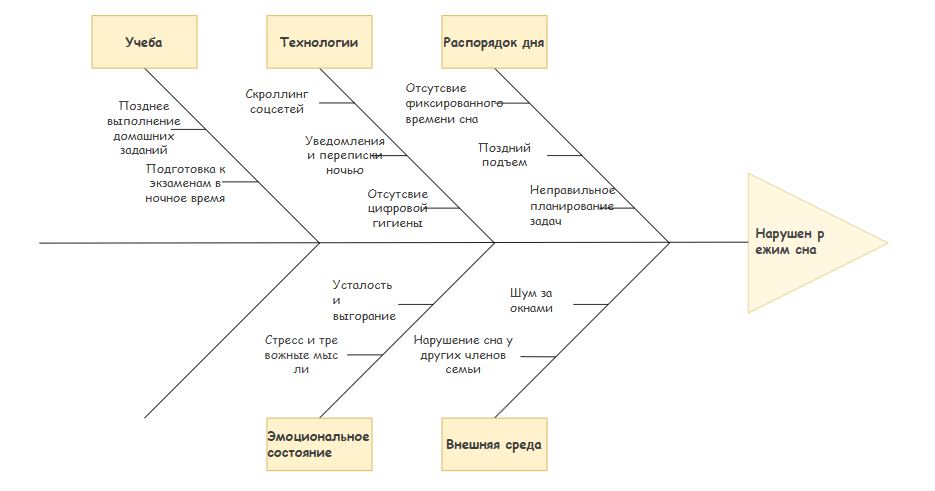 Учеба
Технологии
Распорядок дня
Позднее
выполнение
домашних
заданий
Подготовка к
экзаменам в
ночное время
Скроллинг
соцсетей
Уведомления
и переписки
ночью
Отсутсвие
цифровой
гигиены
Отсутсвие
фиксированного
времени сна
Поздний
подъем
Неправильное
планирование
задач
Нарушен р
ежим сна
Усталость
и
выгорание
Стресс и тре
вожные мыс
ли
Шум за
окнами
Нарушение сна у
других членов
семьи
Эмоциональное
состояние
Внешняя среда